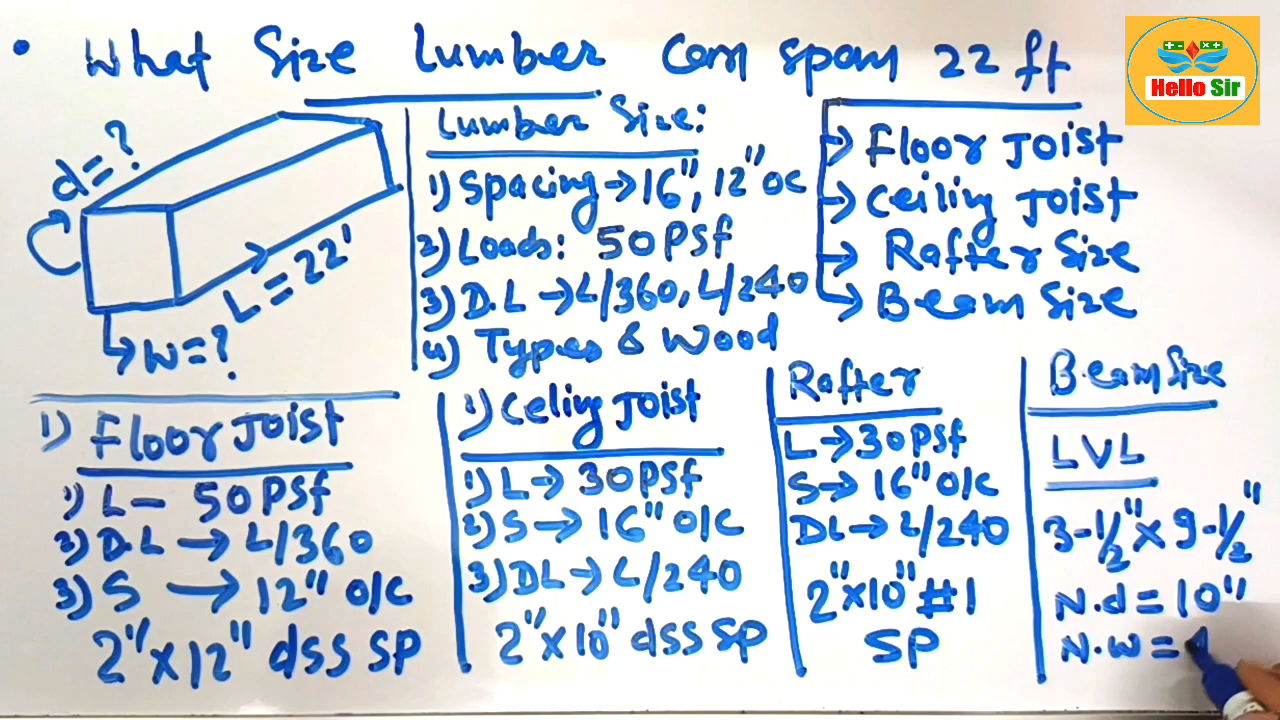 • What Size Lumber Can span 22 ft
Hello Sir
d=?
L=22'
W=?
Lumber Size:
1) Spacing→16", 12" OC
2) Loads: 50 PSf
3) D.L →L/360, L/240
4) Types & Wood
→ Floor Joist
→ Ceiling Joist
→ Rafter Size
→ Beam Size
1) Floor Joist
1) L- 50 PSf
2) D.L → L/360
3) S → 12" O/C
2"x12" dss SP
2) Celing Joist
1) L→ 30 PSf
2) S→ 16" O/C
3) DL→ L/240
2"x10" dss SP
Rafter
L→30 PSf
S→ 16" O/C
DL→ L/240
2"x10" #1
SP
Beam Size
LVL
3-1/2" x 9-1/2"
N.d = 10"
N.W =